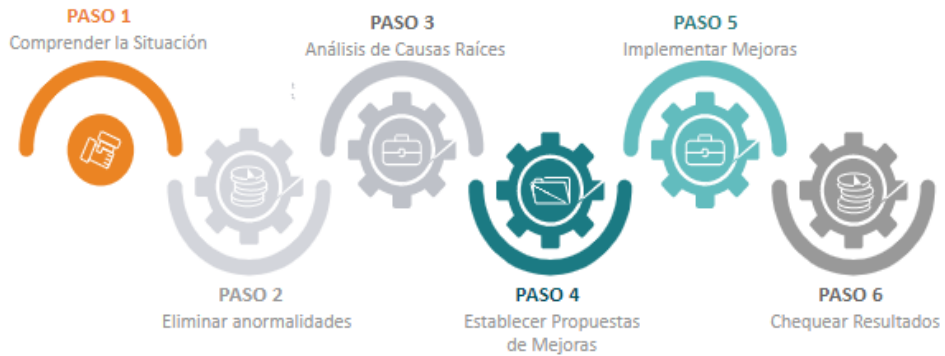 PASO 1
Comprender la Situación
PASO 3
Análisis de Causas Raíces
PASO 5
Implementar Mejoras
PASO 2
Eliminar anormalidades
PASO 4
Establecer Propuestas
de Mejoras
PASO 6
Chequear Resultados